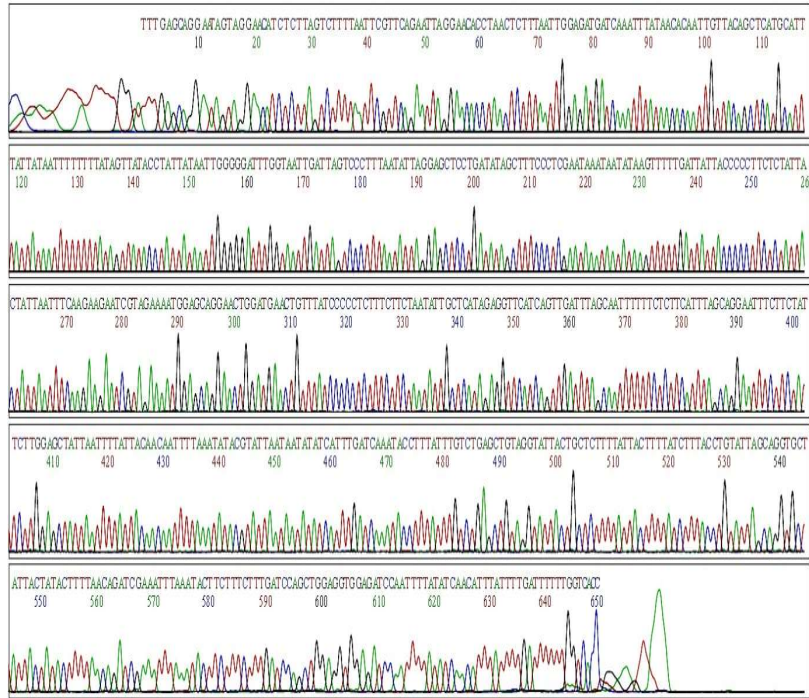 TTTGAGCAGGAATAGTAGGAACATCTCTTAGTCTTTTAATTCGTTCAGAATTAGGAACACCTAACTCTTTAATTGGAGATGATCAAATTTATAACACAATTGTTACAGCTCATGCATT
10 20 30 40 50 60 70 80 90 100 110
TATTATAATTTTTTTTATAGTTATACCTATTATAATTGGGGGATTTGGTAATTGATTAGTCCCTTTAATATTAGGAGCTCCTGATATAGCTTTCCCTCGAATAAATAATATAAGTTTTTGATTATTACCCCCTTCTCTATTA
120 130 140 150 160 170 180 190 200 210 220 230 240 250 26
CTATTAATTTCAAGAAGAATCGTAGAAAATGGAGCAGGAACTGGATGAACTGTTTATCCCCCTCTTTCTTCTAATATTGCTCATAGAGGTTCATCAGTTGATTTAGCAATTTTTTCTCTTCATTTAGCAGGAATTTCTTCTAT
270 280 290 300 310 320 330 340 350 360 370 380 390 400
TCTTGGAGCTATTAATTTTATTACAACAATTTTAAATATACGTATTAATAATATATCATTTGATCAAATACCTTTATTTGTCTGAGCTGTAGGTATTACTGCTCTTTTATTACTTTTATCTTTACCTGTATTAGCAGGTGCT
410 420 430 440 450 460 470 480 490 500 510 520 530 540
ATTACTATACTTTTAACAGATCGAAATTTAAATACTTCTTTCTTTGATCCAGCTGGAGGTGGAGATCCAATTTTATATCAACATTTATTTTGATTTTTTGGTCACC
550 560 570 580 590 600 610 620 630 640 650